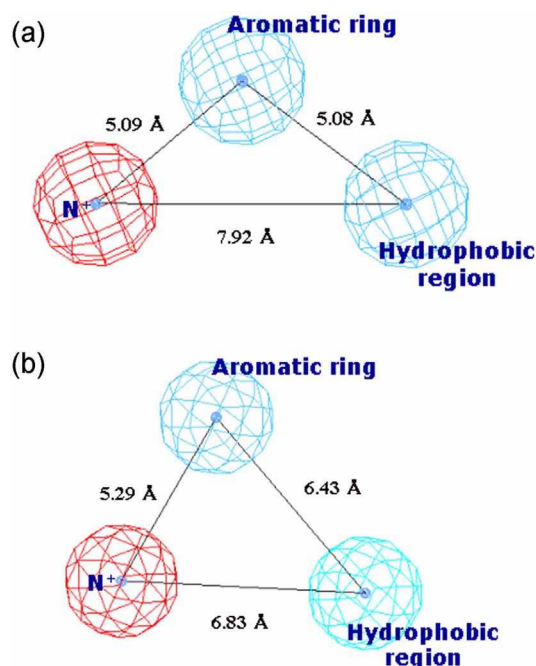 (a)
Aromatic ring
5.09 Å
5.08 Å
N+
7.92 Å
Hydrophobic
region
(b)
Aromatic ring
5.29 Å
6.43 Å
N+
6.83 Å
Hydrophobic
region